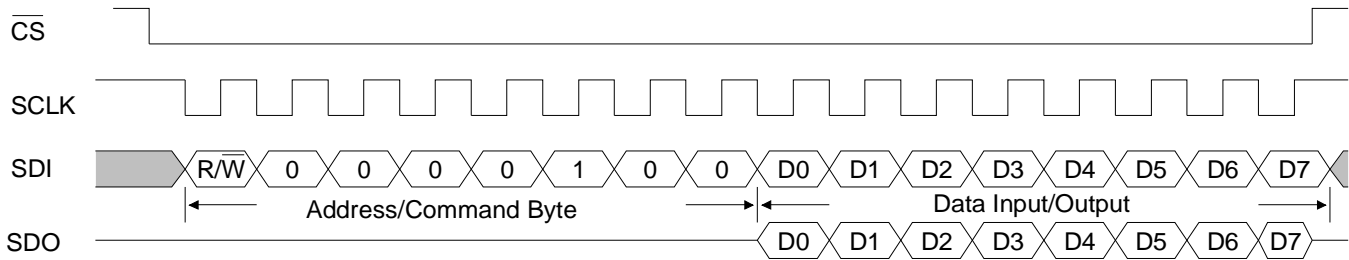 C̅S̅
SCLK
SDI R/W̅ 0 0 0 0 1 0 0 D0 D1 D2 D3 D4 D5 D6 D7
Address/Command Byte Data Input/Output
SDO D0 D1 D2 D3 D4 D5 D6 D7